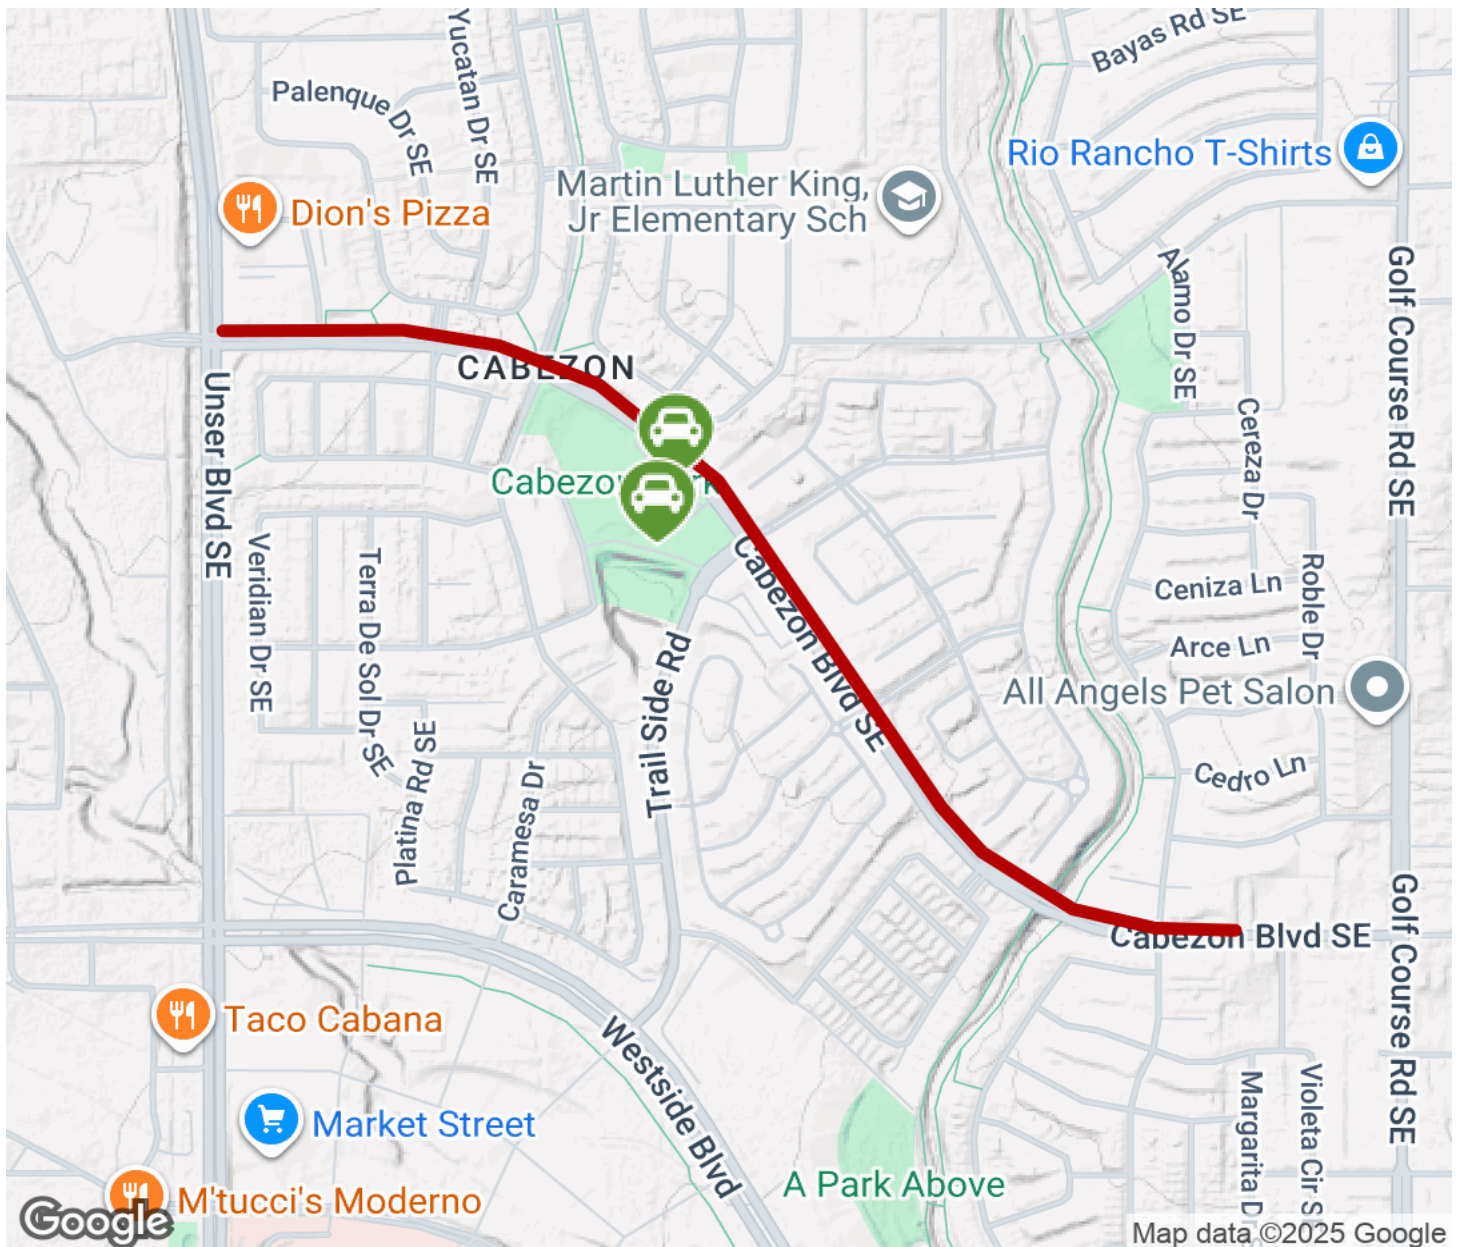 Yucatan Dr SE
Bayas Rd SE
Palenque Dr SE
Rio Rancho T-Shirts
Martin Luther King,
Jr Elementary Sch
Dion's Pizza
Alamo Dr SE
Golf Course Rd SE
CABEZON
Unser Blvd SE
Cereza Dr
Cabezon
Veridian Dr SE
Terra De Sol Dr SE
Cabezon Blvd SE
Ceniza Ln
Roble Dr
Arce Ln
Trail Side Rd
All Angels Pet Salon
Platina Rd SE
Caramesa Dr
Cedro Ln
Golf Course Rd SE
Cabezon Blvd SE
Taco Cabana
Westside Blvd
Market Street
Margarita Dr
Violeta Cir S
A Park Above
M'tucci's Moderno
Google
Map data ©2025 Google